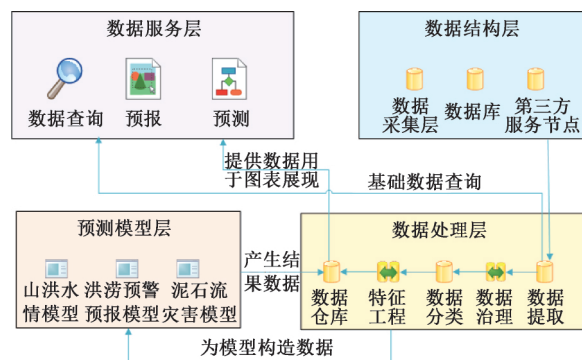 数据服务层
数据查询
预报
预测
数据结构层
数据
采集层
数据库
第三方
服务节点
提供数据用
于图表展现
基础数据查询
预测模型层
山洪水
情模型
洪涝预警
预报模型
泥石流
灾害模型
产生结
果数据
数据处理层
数据
仓库
特征
工程
数据
分类
数据
治理
数据
提取
为模型构造数据